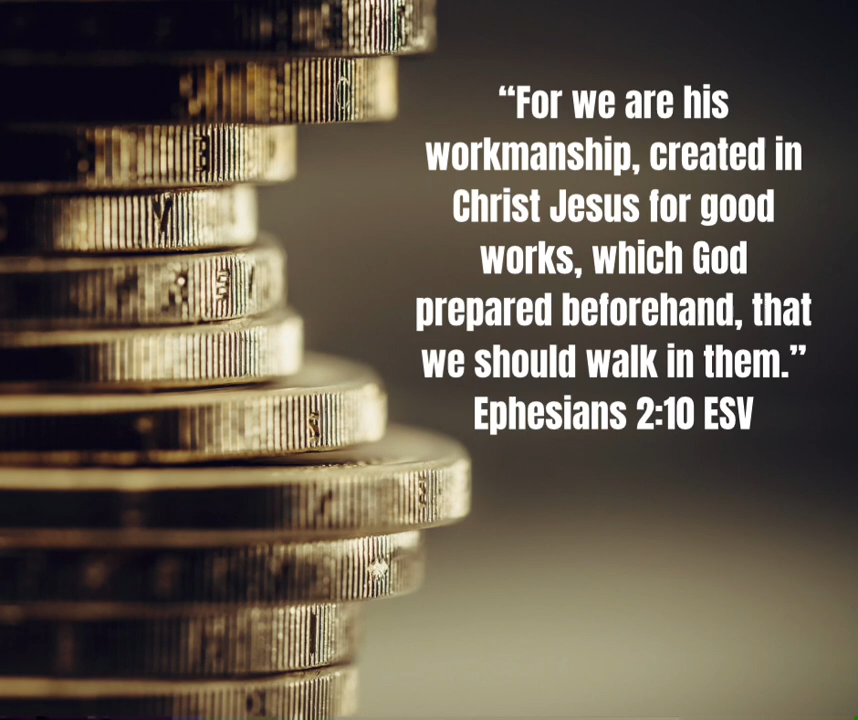 “For we are his
workmanship, created in
Christ Jesus for good
works, which God
prepared beforehand, that
we should walk in them.”
Ephesians 2:10 ESV